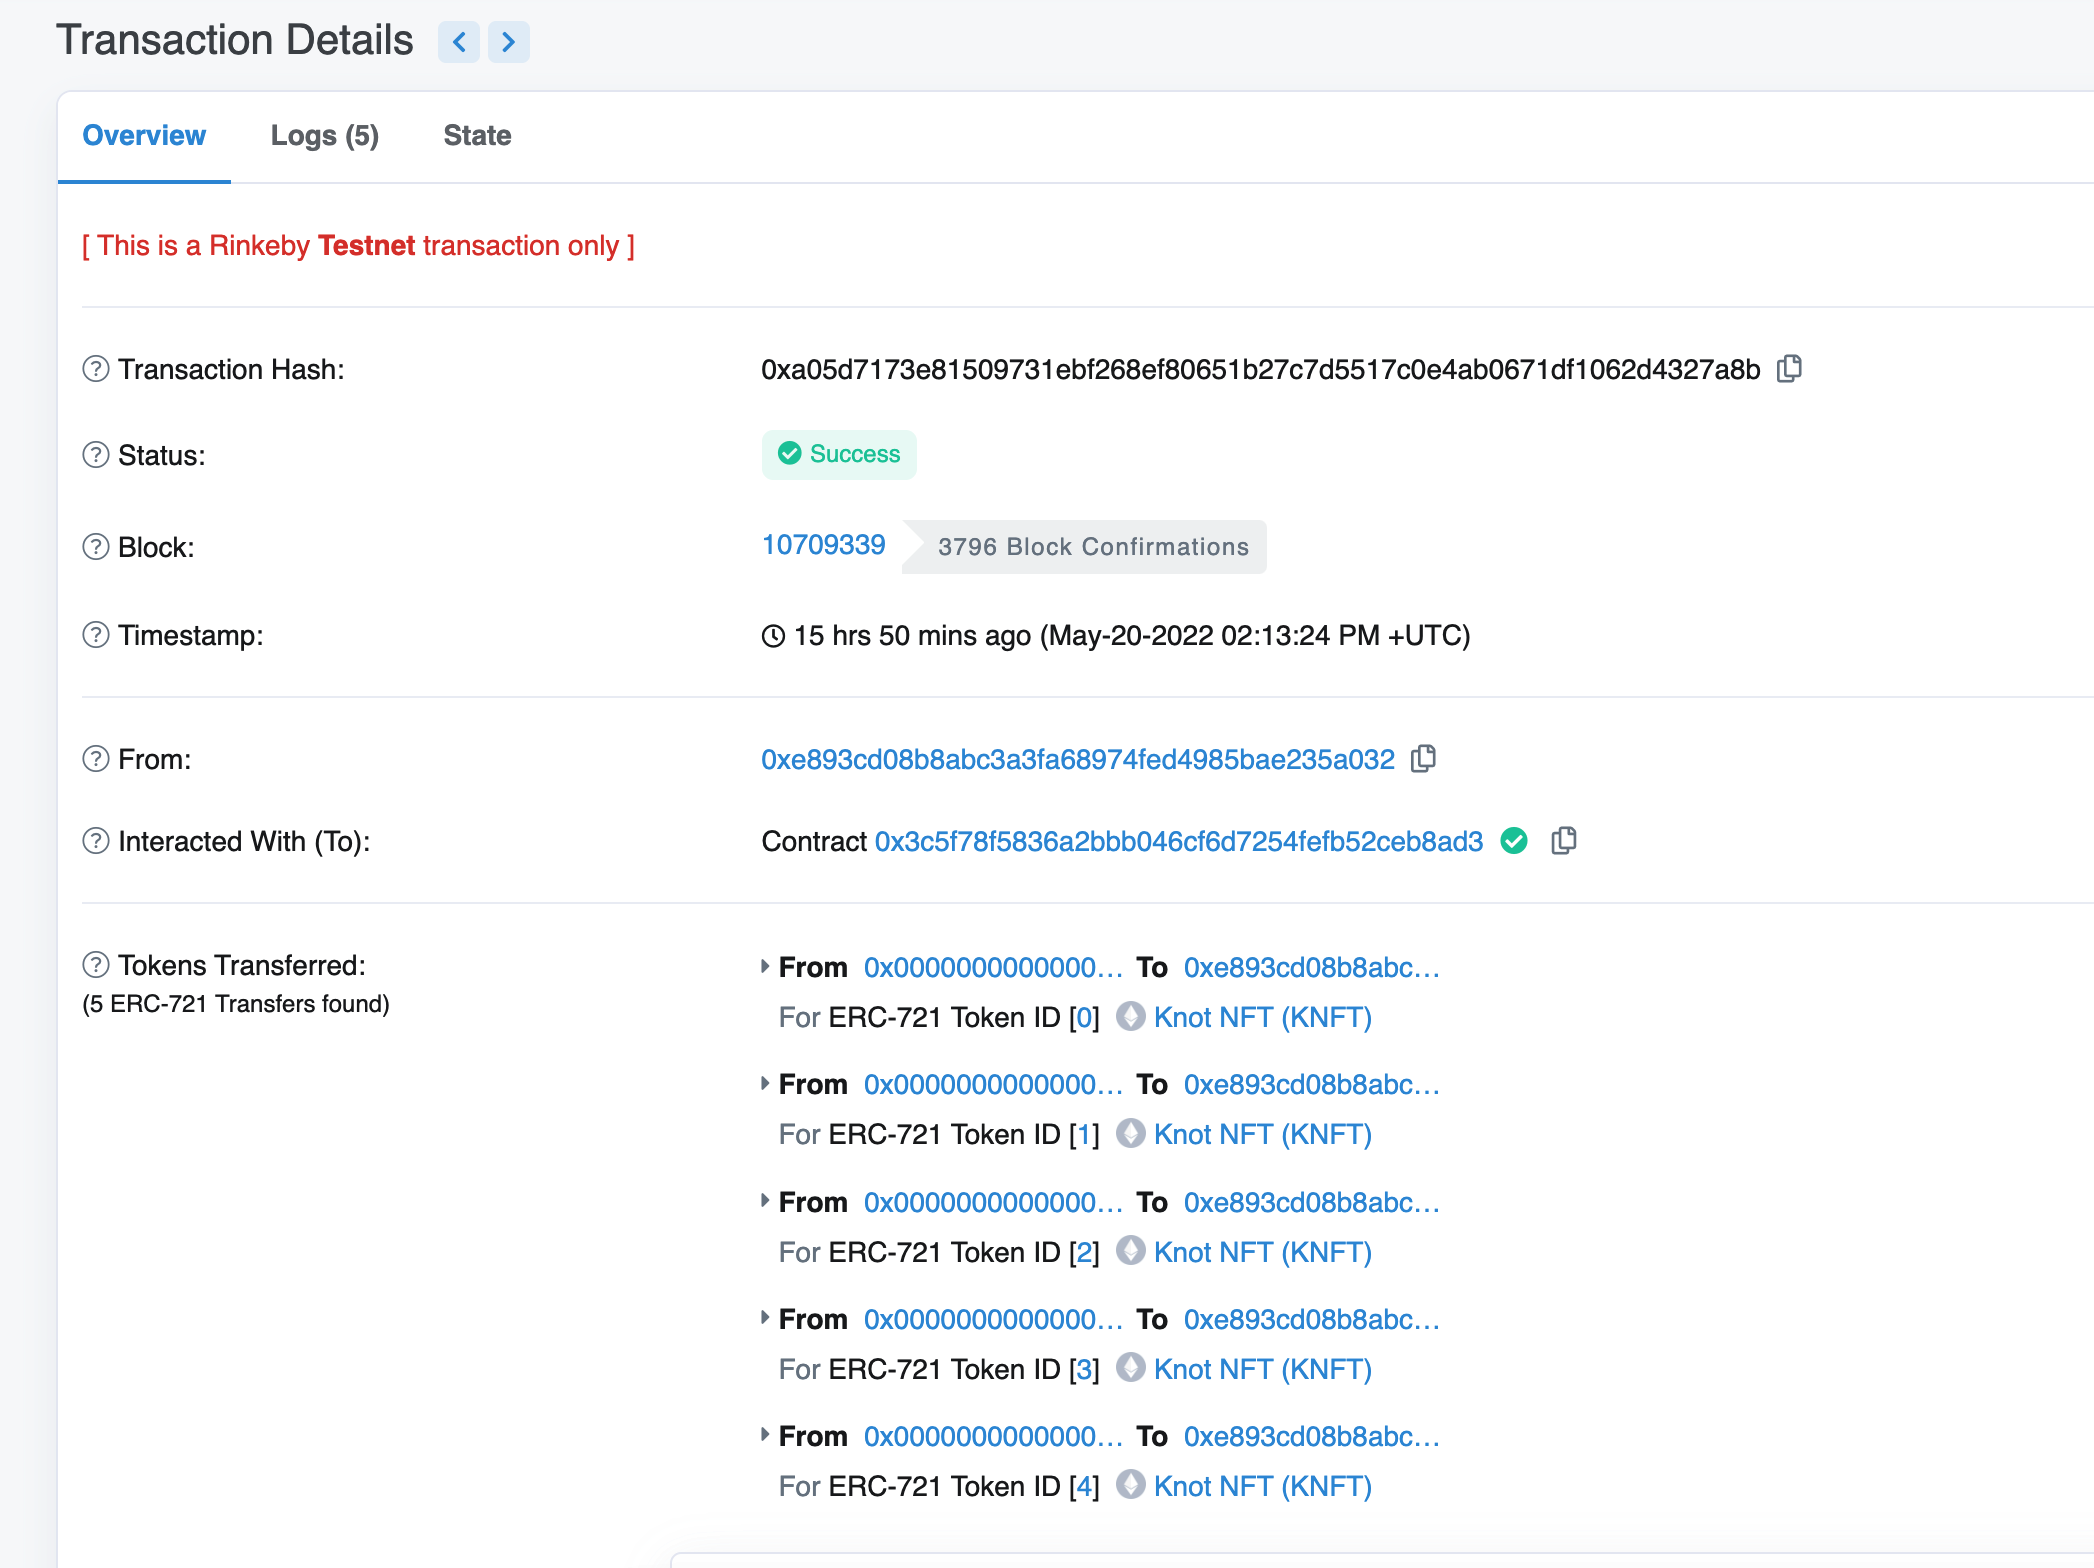 Transaction Details
Overview Logs (5) State
[ This is a Rinkeby Testnet transaction only ]
Transaction Hash: 0xa05d7173e81509731ebf268ef80651b27c7d5517c0e4ab0671df1062d4327a8b
Status: Success
Block: 10709339 3796 Block Confirmations
Timestamp: 15 hrs 50 mins ago (May-20-2022 02:13:24 PM +UTC)
From: 0xe893cd08b8abc3a3fa68974fed4985bae235a032
Interacted With (To): Contract 0x3c5f78f5836a2bbb046cf6d7254fefb52ceb8ad3
Tokens Transferred:
(5 ERC-721 Transfers found)
From 0x0000000000000... To 0xe893cd08b8abc...
For ERC-721 Token ID [0] Knot NFT (KNFT)
From 0x0000000000000... To 0xe893cd08b8abc...
For ERC-721 Token ID [1] Knot NFT (KNFT)
From 0x0000000000000... To 0xe893cd08b8abc...
For ERC-721 Token ID [2] Knot NFT (KNFT)
From 0x0000000000000... To 0xe893cd08b8abc...
For ERC-721 Token ID [3] Knot NFT (KNFT)
From 0x0000000000000... To 0xe893cd08b8abc...
For ERC-721 Token ID [4] Knot NFT (KNFT)